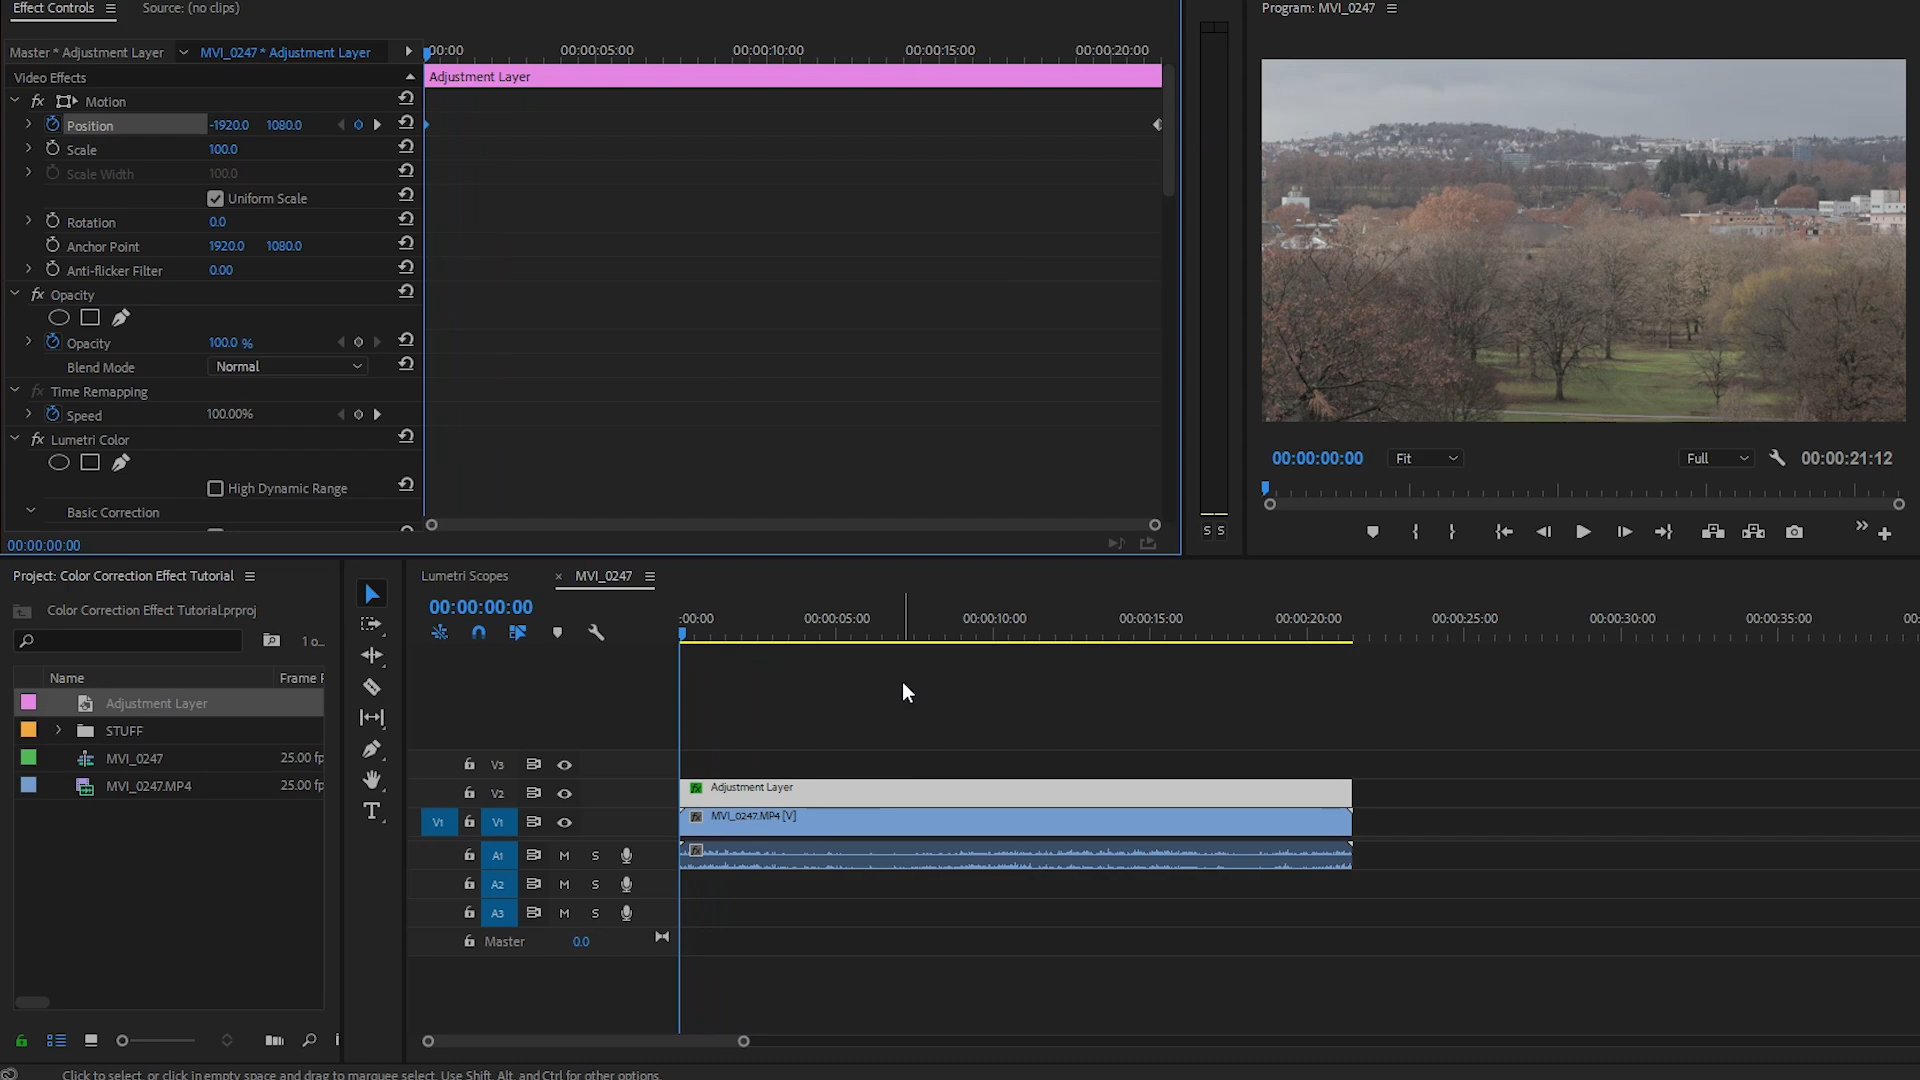 Effect Controls
Source: (no clips)
Program: MVI_0247
Master * Adjustment Layer
MVI_0247 * Adjustment Layer
:00:00
00:00:05:00
00:00:10:00
00:00:15:00
00:00:20:00
Video Effects
Adjustment Layer
fx Motion
Position -1920.0 1080.0
Scale 100.0
Scale Width 100.0
Uniform Scale
Rotation 0.0
Anchor Point 1920.0 1080.0
Anti-flicker Filter 0.00
fx Opacity
Opacity 100.0 %
Blend Mode Normal
fx Time Remapping
Speed 100.00%
fx Lumetri Color
High Dynamic Range
Basic Correction
00:00:00:00
S S
00:00:00:00
Fit
Full
00:00:21:12
Project: Color Correction Effect Tutorial
Color Correction Effect Tutorial.prproj
1 o...
Name
Frame F
Adjustment Layer
STUFF
MVI_0247
25.00 fp
MVI_0247.MP4
25.00 fp
T
Lumetri Scopes
× MVI_0247
00:00:00:00
:00:00
00:00:05:00
00:00:10:00
00:00:15:00
00:00:20:00
00:00:25:00
00:00:30:00
00:00:35:00
00:
V3
V2
fx Adjustment Layer
V1 V1
fx MVI_0247.MP4 [V]
A1 M S
fx
A2 M S
A3 M S
Master 0.0
Click to select, or click in empty space and drag to marquee select. Use Shift, Alt, and Ctrl for other options.